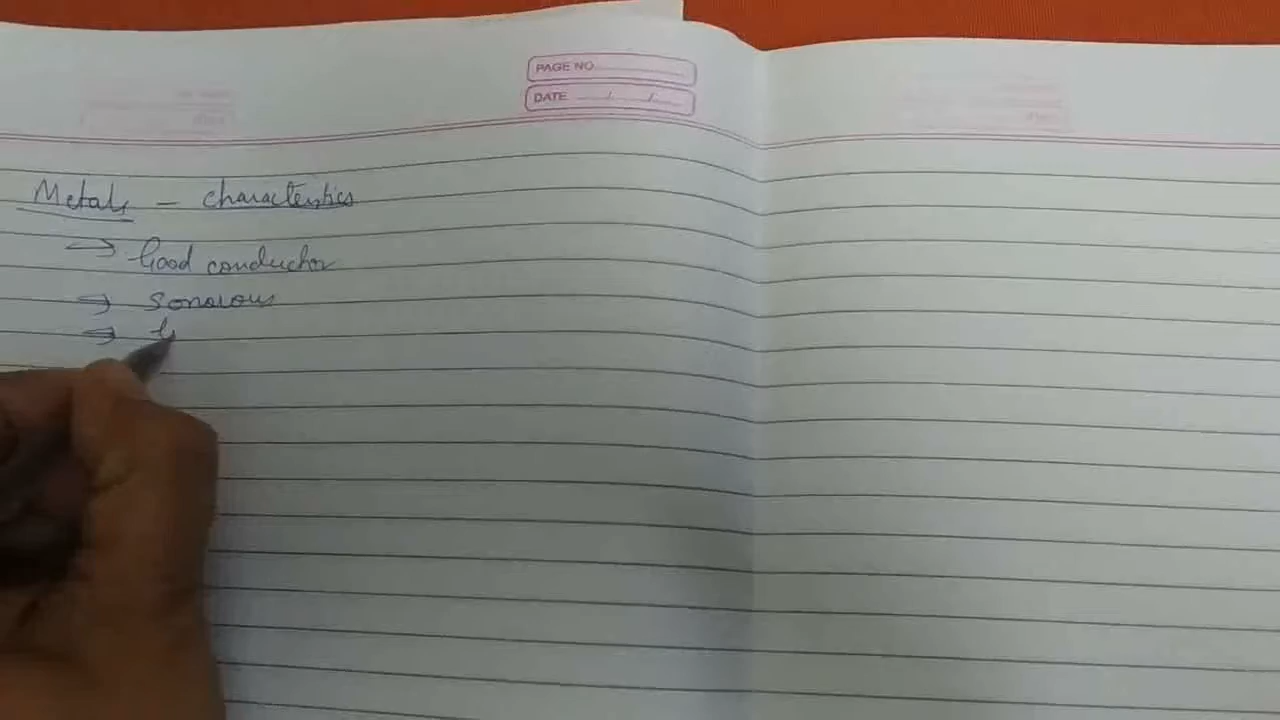 PAGE NO.
DATE
Metals - characteristics
→ Good conductor
→ Sonorous
→